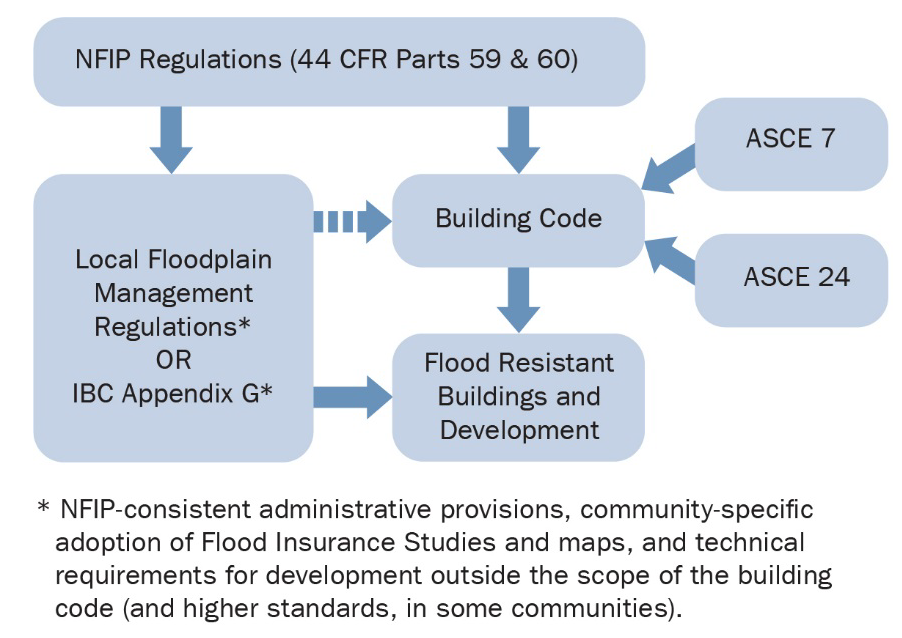 NFIP Regulations (44 CFR Parts 59 & 60)
ASCE 7
Building Code
Local Floodplain
Management
Regulations*
OR
IBC Appendix G*
ASCE 24
Flood Resistant
Buildings and
Development
* NFIP-consistent administrative provisions, community-specific
adoption of Flood Insurance Studies and maps, and technical
requirements for development outside the scope of the building
code (and higher standards, in some communities).